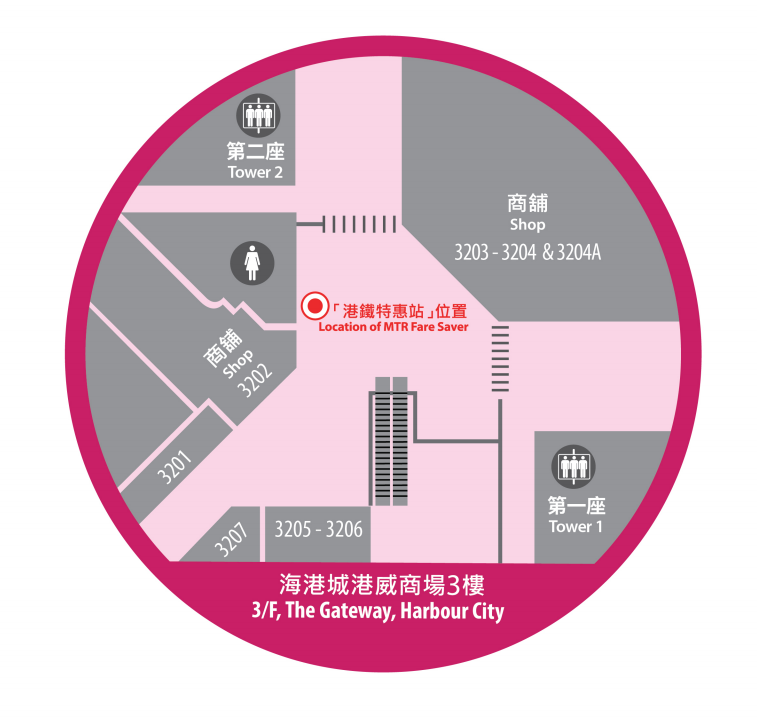 第二座
Tower 2
商舖
Shop
3203 - 3204 & 3204A
「港鐵特惠站」位置
Location of MTR Fare Saver
商舖
Shop
3202
3201
第一座
Tower 1
3207
3205 - 3206
海港城港威商場3樓
3/F, The Gateway, Harbour City